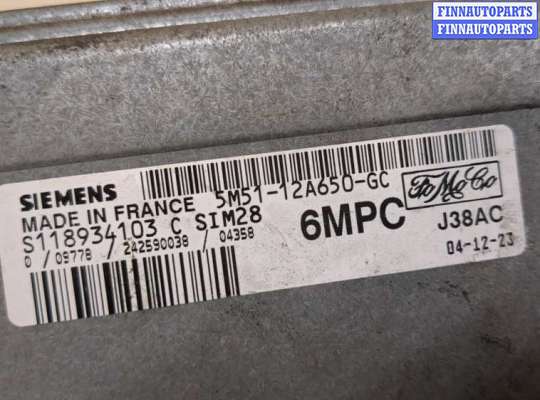 FINNAUTOPARTS
FINNAUTOPARTS
SIEMENS
MADE IN FRANCE
5M51-12A650-GC
FoMoCo
S118934103 C SIM28
6MPC
J38AC
0 / 09778 / 242590038 / 04358
04-12-23